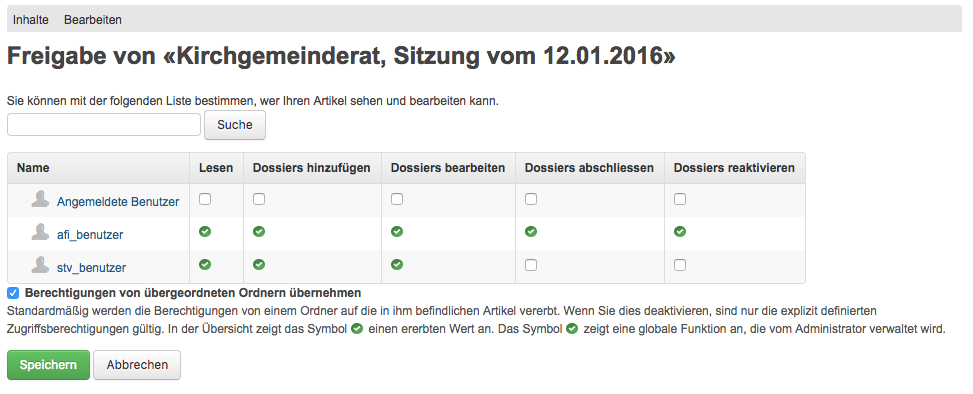 Inhalte Bearbeiten
Freigabe von «Kirchgemeinderat, Sitzung vom 12.01.2016»
Sie können mit der folgenden Liste bestimmen, wer Ihren Artikel sehen und bearbeiten kann.
Suche
Name Lesen Dossiers hinzufügen Dossiers bearbeiten Dossiers abschliessen Dossiers reaktivieren
Angemeldete Benutzer
afi_benutzer
stv_benutzer
Berechtigungen von übergeordneten Ordnern übernehmen
Standardmäßig werden die Berechtigungen von einem Ordner auf die in ihm befindlichen Artikel vererbt. Wenn Sie dies deaktivieren, sind nur die explizit definierten
Zugriffsberechtigungen gültig. In der Übersicht zeigt das Symbol einen ererbten Wert an. Das Symbol zeigt eine globale Funktion an, die vom Administrator verwaltet wird.
Speichern Abbrechen